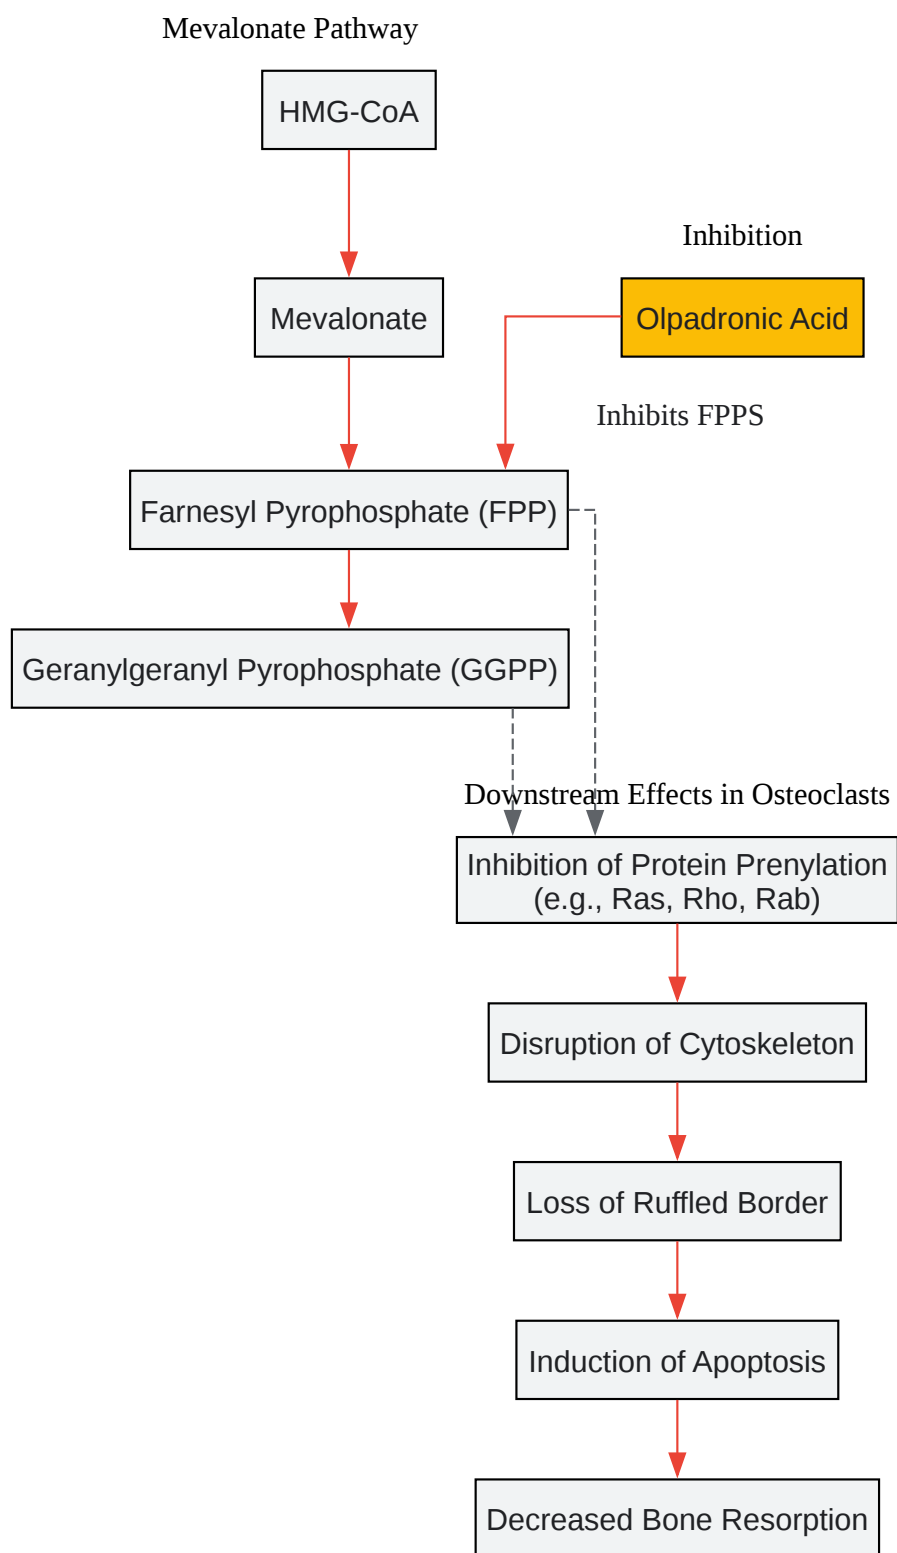 Mevalonate Pathway
HMG-CoA
Inhibition
Mevalonate
Olpadronic Acid
Inhibits FPPS
Farnesyl Pyrophosphate (FPP)
Geranylgeranyl Pyrophosphate (GGPP)
Downstream Effects in Osteoclasts
Inhibition of Protein Prenylation
(e.g., Ras, Rho, Rab)
Disruption of Cytoskeleton
Loss of Ruffled Border
Induction of Apoptosis
Decreased Bone Resorption